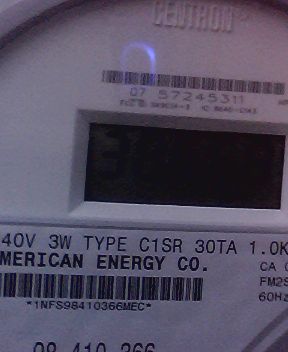 CENTRON
07 57245311
40V 3W TYPE C1SR 30TA 1.0K
MERICAN ENERGY CO.
CA
FM2S
60Hz
*1NFS98410366MEC*
98 410 366